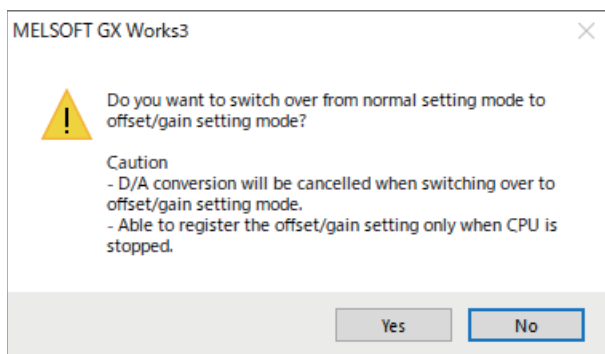 MELSOFT GX Works3
Do you want to switch over from normal setting mode to
offset/gain setting mode?
Caution
- D/A conversion will be cancelled when switching over to
offset/gain setting mode.
- Able to register the offset/gain setting only when CPU is
stopped.
Yes
No